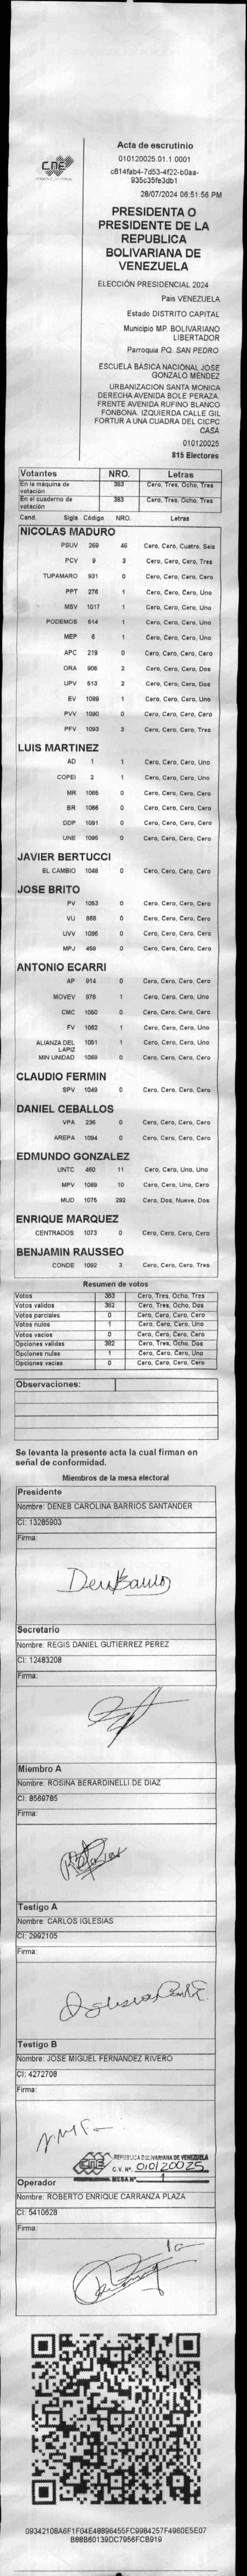 CNE
Acta de escrutinio
010120025.01.1.0001
c814fab4-7d53-4f22-b0aa-
935c35fe3db1
28/07/2024 06:51:56 PM
PRESIDENTA O
PRESIDENTE DE LA
REPUBLICA
BOLIVARIANA DE
VENEZUELA
ELECCIÓN PRESIDENCIAL 2024
Pais VENEZUELA
Estado DISTRITO CAPITAL
Municipio MP. BOLIVARIANO
LIBERTADOR
Parroquia PQ. SAN PEDRO
ESCUELA BASICA NACIONAL JOSE
GONZALO MENDEZ
URBANIZACION SANTA MONICA
DERECHA AVENIDA BOLE PERAZA.
FRENTE AVENIDA RUFINO BLANCO
FONBONA. IZQUIERDA CALLE GIL
FORTUR A UNA CUADRA DEL CICPC
CASA
010120025
815 Electores
Votantes NRO. Letras
En la máquina de votación 383 Cero, Tres, Ocho, Tres
En el cuaderno de votación 383 Cero, Tres, Ocho, Tres
Cand. Sigla Código NRO. Letras
NICOLAS MADURO
PSUV 269 46 Cero, Cero, Cuatro, Seis
PCV 9 3 Cero, Cero, Cero, Tres
TUPAMARO 931 0 Cero, Cero, Cero, Cero
PPT 276 1 Cero, Cero, Cero, Uno
MSV 1017 1 Cero, Cero, Cero, Uno
PODEMOS 514 1 Cero, Cero, Cero, Uno
MEP 6 1 Cero, Cero, Cero, Uno
APC 219 0 Cero, Cero, Cero, Cero
ORA 906 2 Cero, Cero, Cero, Dos
UPV 613 2 Cero, Cero, Cero, Dos
EV 1089 1 Cero, Cero, Cero, Uno
PVV 1090 0 Cero, Cero, Cero, Cero
PFV 1093 3 Cero, Cero, Cero, Tres
LUIS MARTINEZ
AD 1 1 Cero, Cero, Cero, Uno
COPEI 2 1 Cero, Cero, Cero, Uno
MR 1065 0 Cero, Cero, Cero, Cero
BR 1066 0 Cero, Cero, Cero, Cero
DDP 1091 0 Cero, Cero, Cero, Cero
UNE 1095 0 Cero, Cero, Cero, Cero
JAVIER BERTUCCI
EL CAMBIO 1048 0 Cero, Cero, Cero, Cero
JOSE BRITO
PV 1053 0 Cero, Cero, Cero, Cero
VU 868 0 Cero, Cero, Cero, Cero
UVV 1096 0 Cero, Cero, Cero, Cero
MPJ 458 0 Cero, Cero, Cero, Cero
ANTONIO ECARRI
AP 814 0 Cero, Cero, Cero, Cero
MOVEV 979 1 Cero, Cero, Cero, Uno
CMC 1050 0 Cero, Cero, Cero, Cero
FV 1062 1 Cero, Cero, Cero, Uno
ALIANZA DEL LAPIZ 1051 1 Cero, Cero, Cero, Uno
MIN UNIDAD 1069 0 Cero, Cero, Cero, Cero
CLAUDIO FERMIN
SPV 1049 0 Cero, Cero, Cero, Cero
DANIEL CEBALLOS
VPA 236 0 Cero, Cero, Cero, Cero
AREPA 1094 0 Cero, Cero, Cero, Cero
EDMUNDO GONZALEZ
UNTC 460 11 Cero, Cero, Uno, Uno
MPV 1088 10 Cero, Cero, Uno, Cero
MUD 1075 292 Cero, Dos, Nueve, Dos
ENRIQUE MARQUEZ
CENTRADOS 1073 0 Cero, Cero, Cero, Cero
BENJAMIN RAUSSEO
CONDE 1092 3 Cero, Cero, Cero, Tres
Resumen de votos
Votos 383 Cero, Tres, Ocho, Tres
Votos validos 382 Cero, Tres, Ocho, Dos
Votos parciales 0 Cero, Cero, Cero, Cero
Votos nulos 1 Cero, Cero, Cero, Uno
Votos vacios 0 Cero, Cero, Cero, Cero
Opciones validas 382 Cero, Tres, Ocho, Dos
Opciones nulas 1 Cero, Cero, Cero, Uno
Opciones vacias 0 Cero, Cero, Cero, Cero
Observaciones:
Se levanta la presente acta la cual firman en
señal de conformidad.
Miembros de la mesa electoral
Presidente
Nombre: DENEB CAROLINA BARRIOS SANTANDER
CI: 13285903
Firma:
Secretario
Nombre: REGIS DANIEL GUTIERREZ PEREZ
CI: 12483208
Firma:
Miembro A
Nombre: ROSINA BERARDINELLI DE DIAZ
CI: 8569785
Firma:
Testigo A
Nombre: CARLOS IGLESIAS
CI: 2992105
Firma:
Testigo B
Nombre: JOSE MIGUEL FERNANDEZ RIVERO
CI: 4272708
Firma:
CNE REPUBLICA BOLIVARIANA DE VENEZUELA
C.V. Nº. 010120025
MESA Nº 1
Operador
Nombre: ROBERTO ENRIQUE CARRANZA PLAZA
CI: 5410628
Firma:
09342108A6F1F04E48896455FC9984257F4960E5E07
B88B60139DC7956FCB919